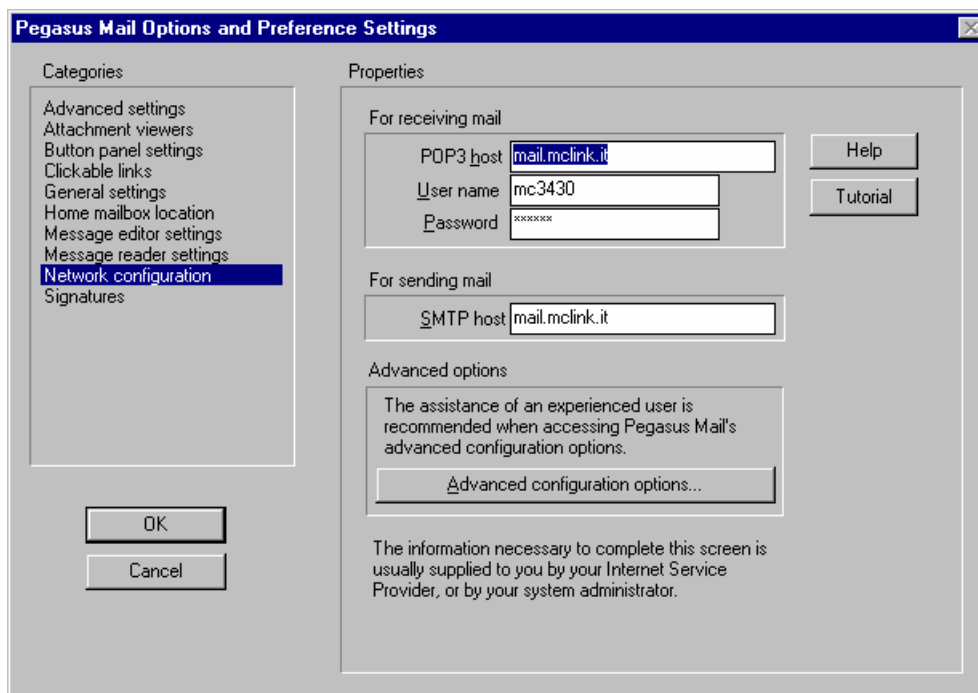 Pegasus Mail Options and Preference Settings
Categories
Advanced settings
Attachment viewers
Button panel settings
Clickable links
General settings
Home mailbox location
Message editor settings
Message reader settings
Network configuration
Signatures
OK
Cancel
Properties
For receiving mail
POP3 host mail.mclink.it
User name mc3430
Password ******
Help
Tutorial
For sending mail
SMTP host mail.mclink.it
Advanced options
The assistance of an experienced user is
recommended when accessing Pegasus Mail's
advanced configuration options.
Advanced configuration options...
The information necessary to complete this screen is
usually supplied to you by your Internet Service
Provider, or by your system administrator.